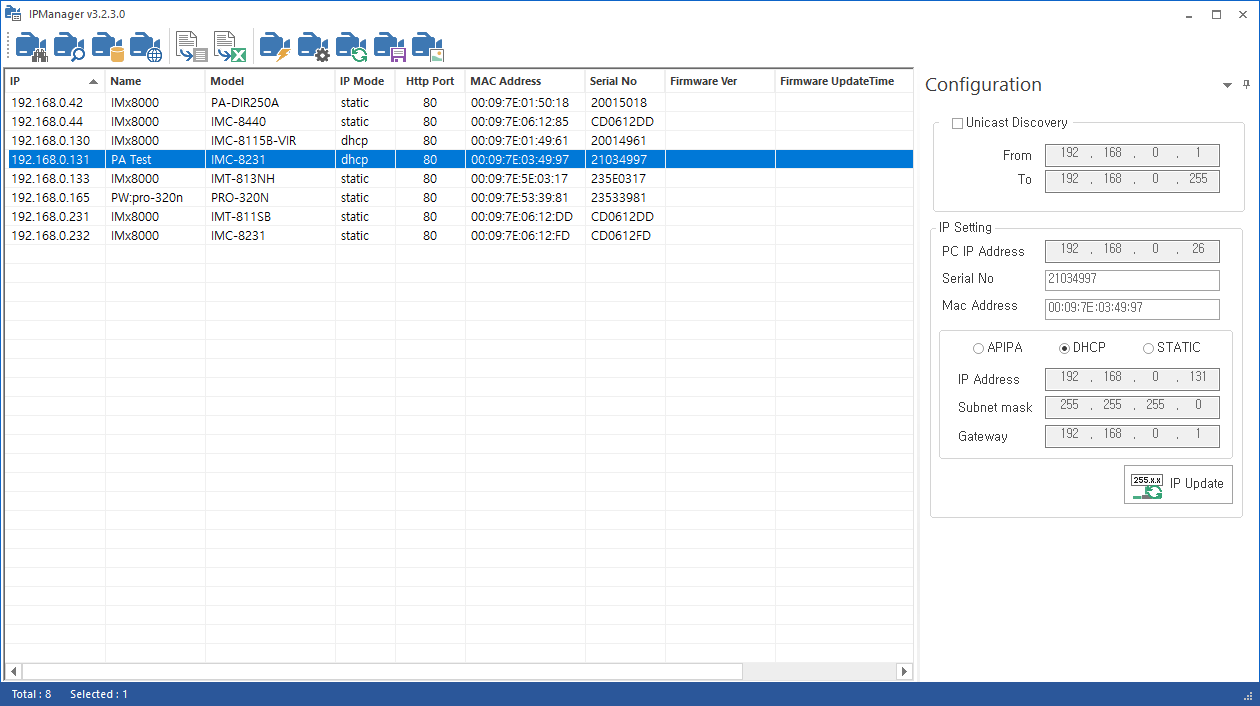 IPManager v3.2.3.0
IP Name Model IP Mode Http Port MAC Address Serial No Firmware Ver Firmware UpdateTime
192.168.0.42 IMx8000 PA-DIR250A static 80 00:09:7E:01:50:18 20015018
192.168.0.44 IMx8000 IMC-8440 static 80 00:09:7E:06:12:85 CD0612DD
192.168.0.130 IMx8000 IMC-8115B-VIR dhcp 80 00:09:7E:01:49:61 20014961
192.168.0.131 PA Test IMC-8231 dhcp 80 00:09:7E:03:49:97 21034997
192.168.0.133 IMx8000 IMT-813NH static 80 00:09:7E:5E:03:17 235E0317
192.168.0.165 PW:pro-320n PRO-320N static 80 00:09:7E:53:39:81 23533981
192.168.0.231 IMx8000 IMT-811SB static 80 00:09:7E:06:12:DD CD0612DD
192.168.0.232 IMx8000 IMC-8231 static 80 00:09:7E:06:12:FD CD0612FD
Configuration
Unicast Discovery
From 192 . 168 . 0 . 1
To 192 . 168 . 0 . 255
IP Setting
PC IP Address 192 . 168 . 0 . 26
Serial No 21034997
Mac Address 00:09:7E:03:49:97
APIPA DHCP STATIC
IP Address 192 . 168 . 0 . 131
Subnet mask 255 . 255 . 255 . 0
Gateway 192 . 168 . 0 . 1
255.x.x IP Update
Total : 8 Selected : 1